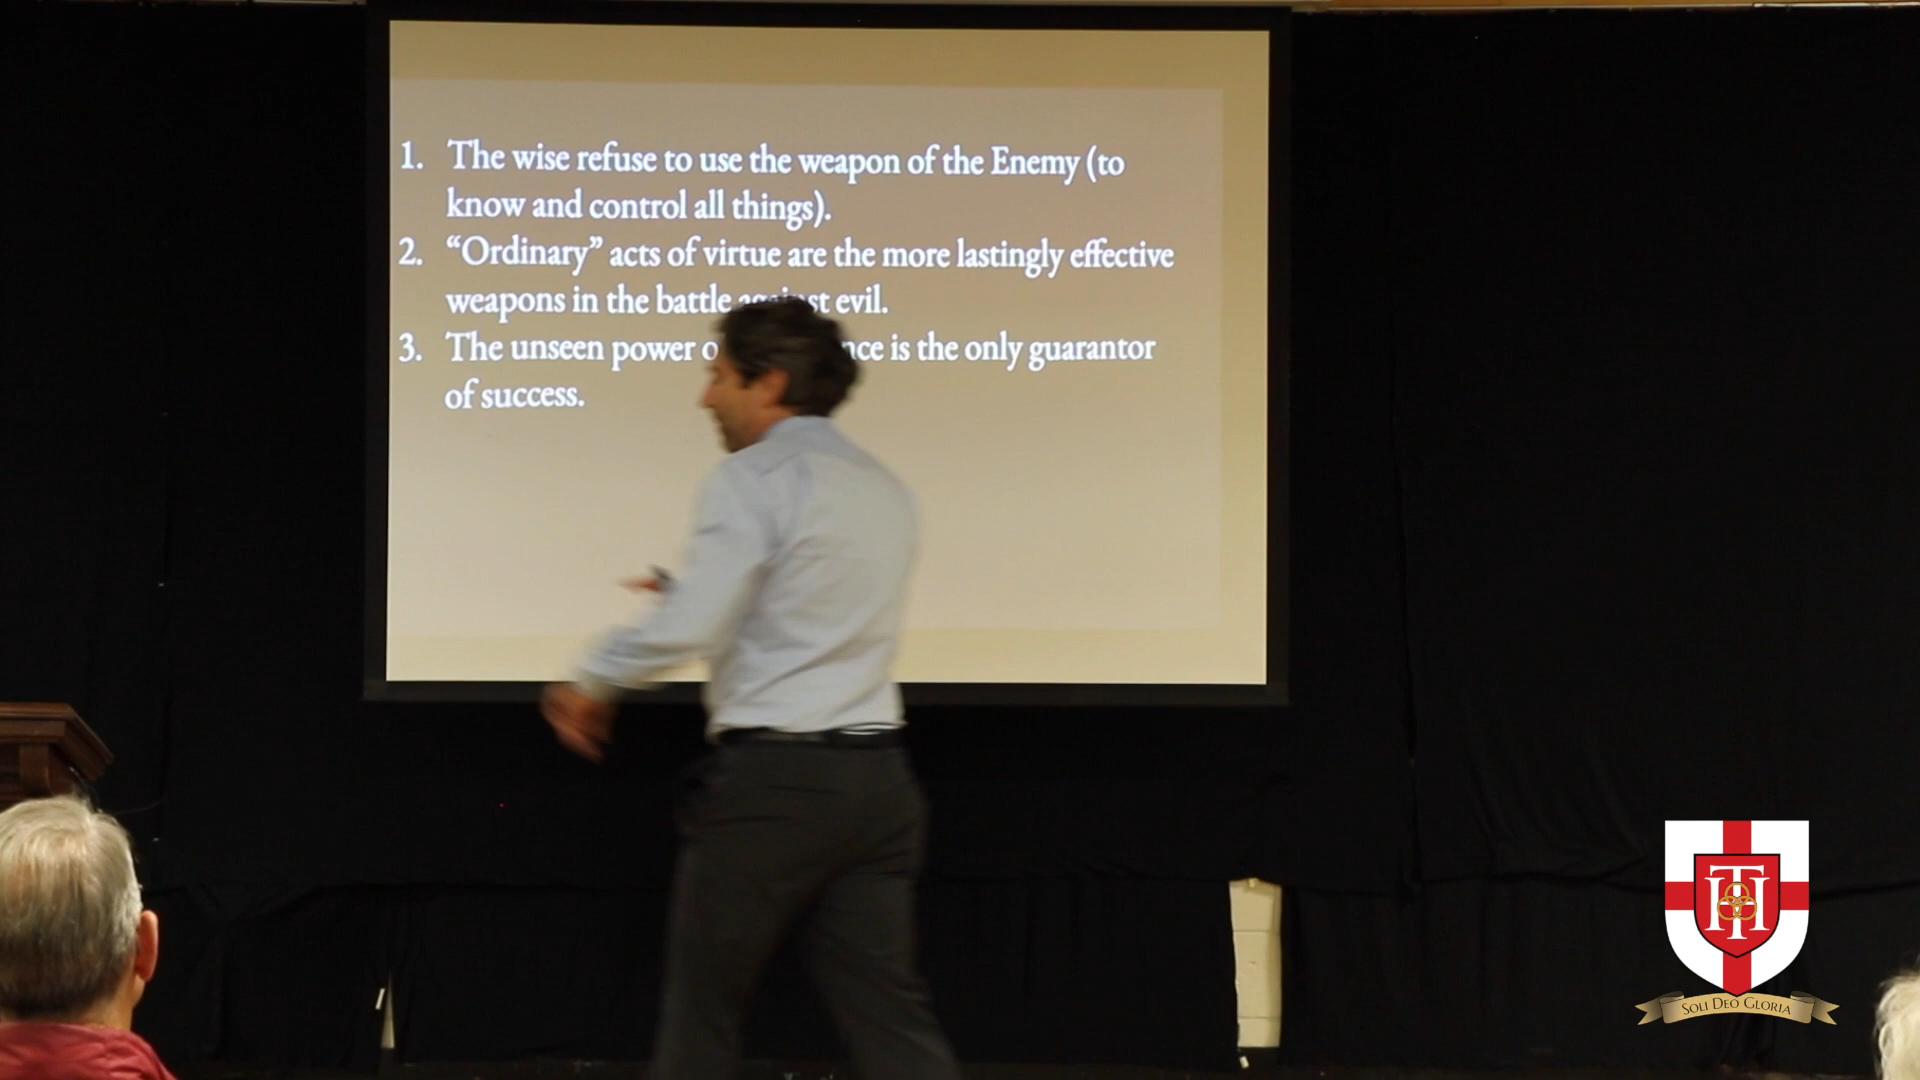 1. The wise refuse to use the weapon of the Enemy (to
know and control all things).
2. “Ordinary” acts of virtue are the more lastingly effective
weapons in the battle against evil.
3. The unseen power is the only guarantor
of success.
TH
SOLI DEO GLORIA